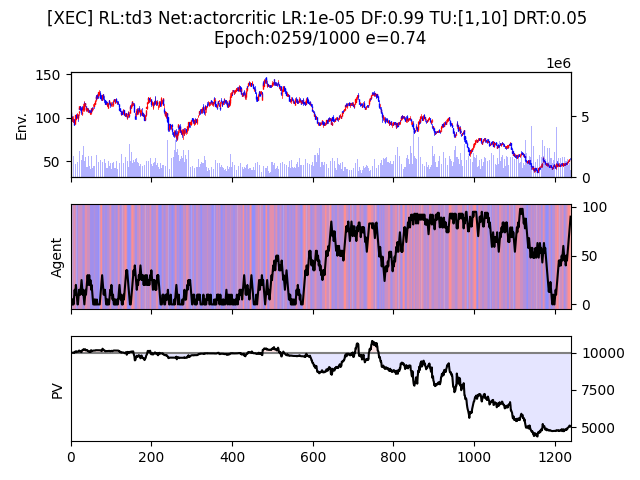 [XEC] RL:td3 Net:actorcritic LR:1e-05 DF:0.99 TU:[1,10] DRT:0.05
Epoch:0259/1000 e=0.74
1e6
150
100
50
Env.
5
0
Agent
100
50
0
PV
10000
7500
5000
0 200 400 600 800 1000 1200